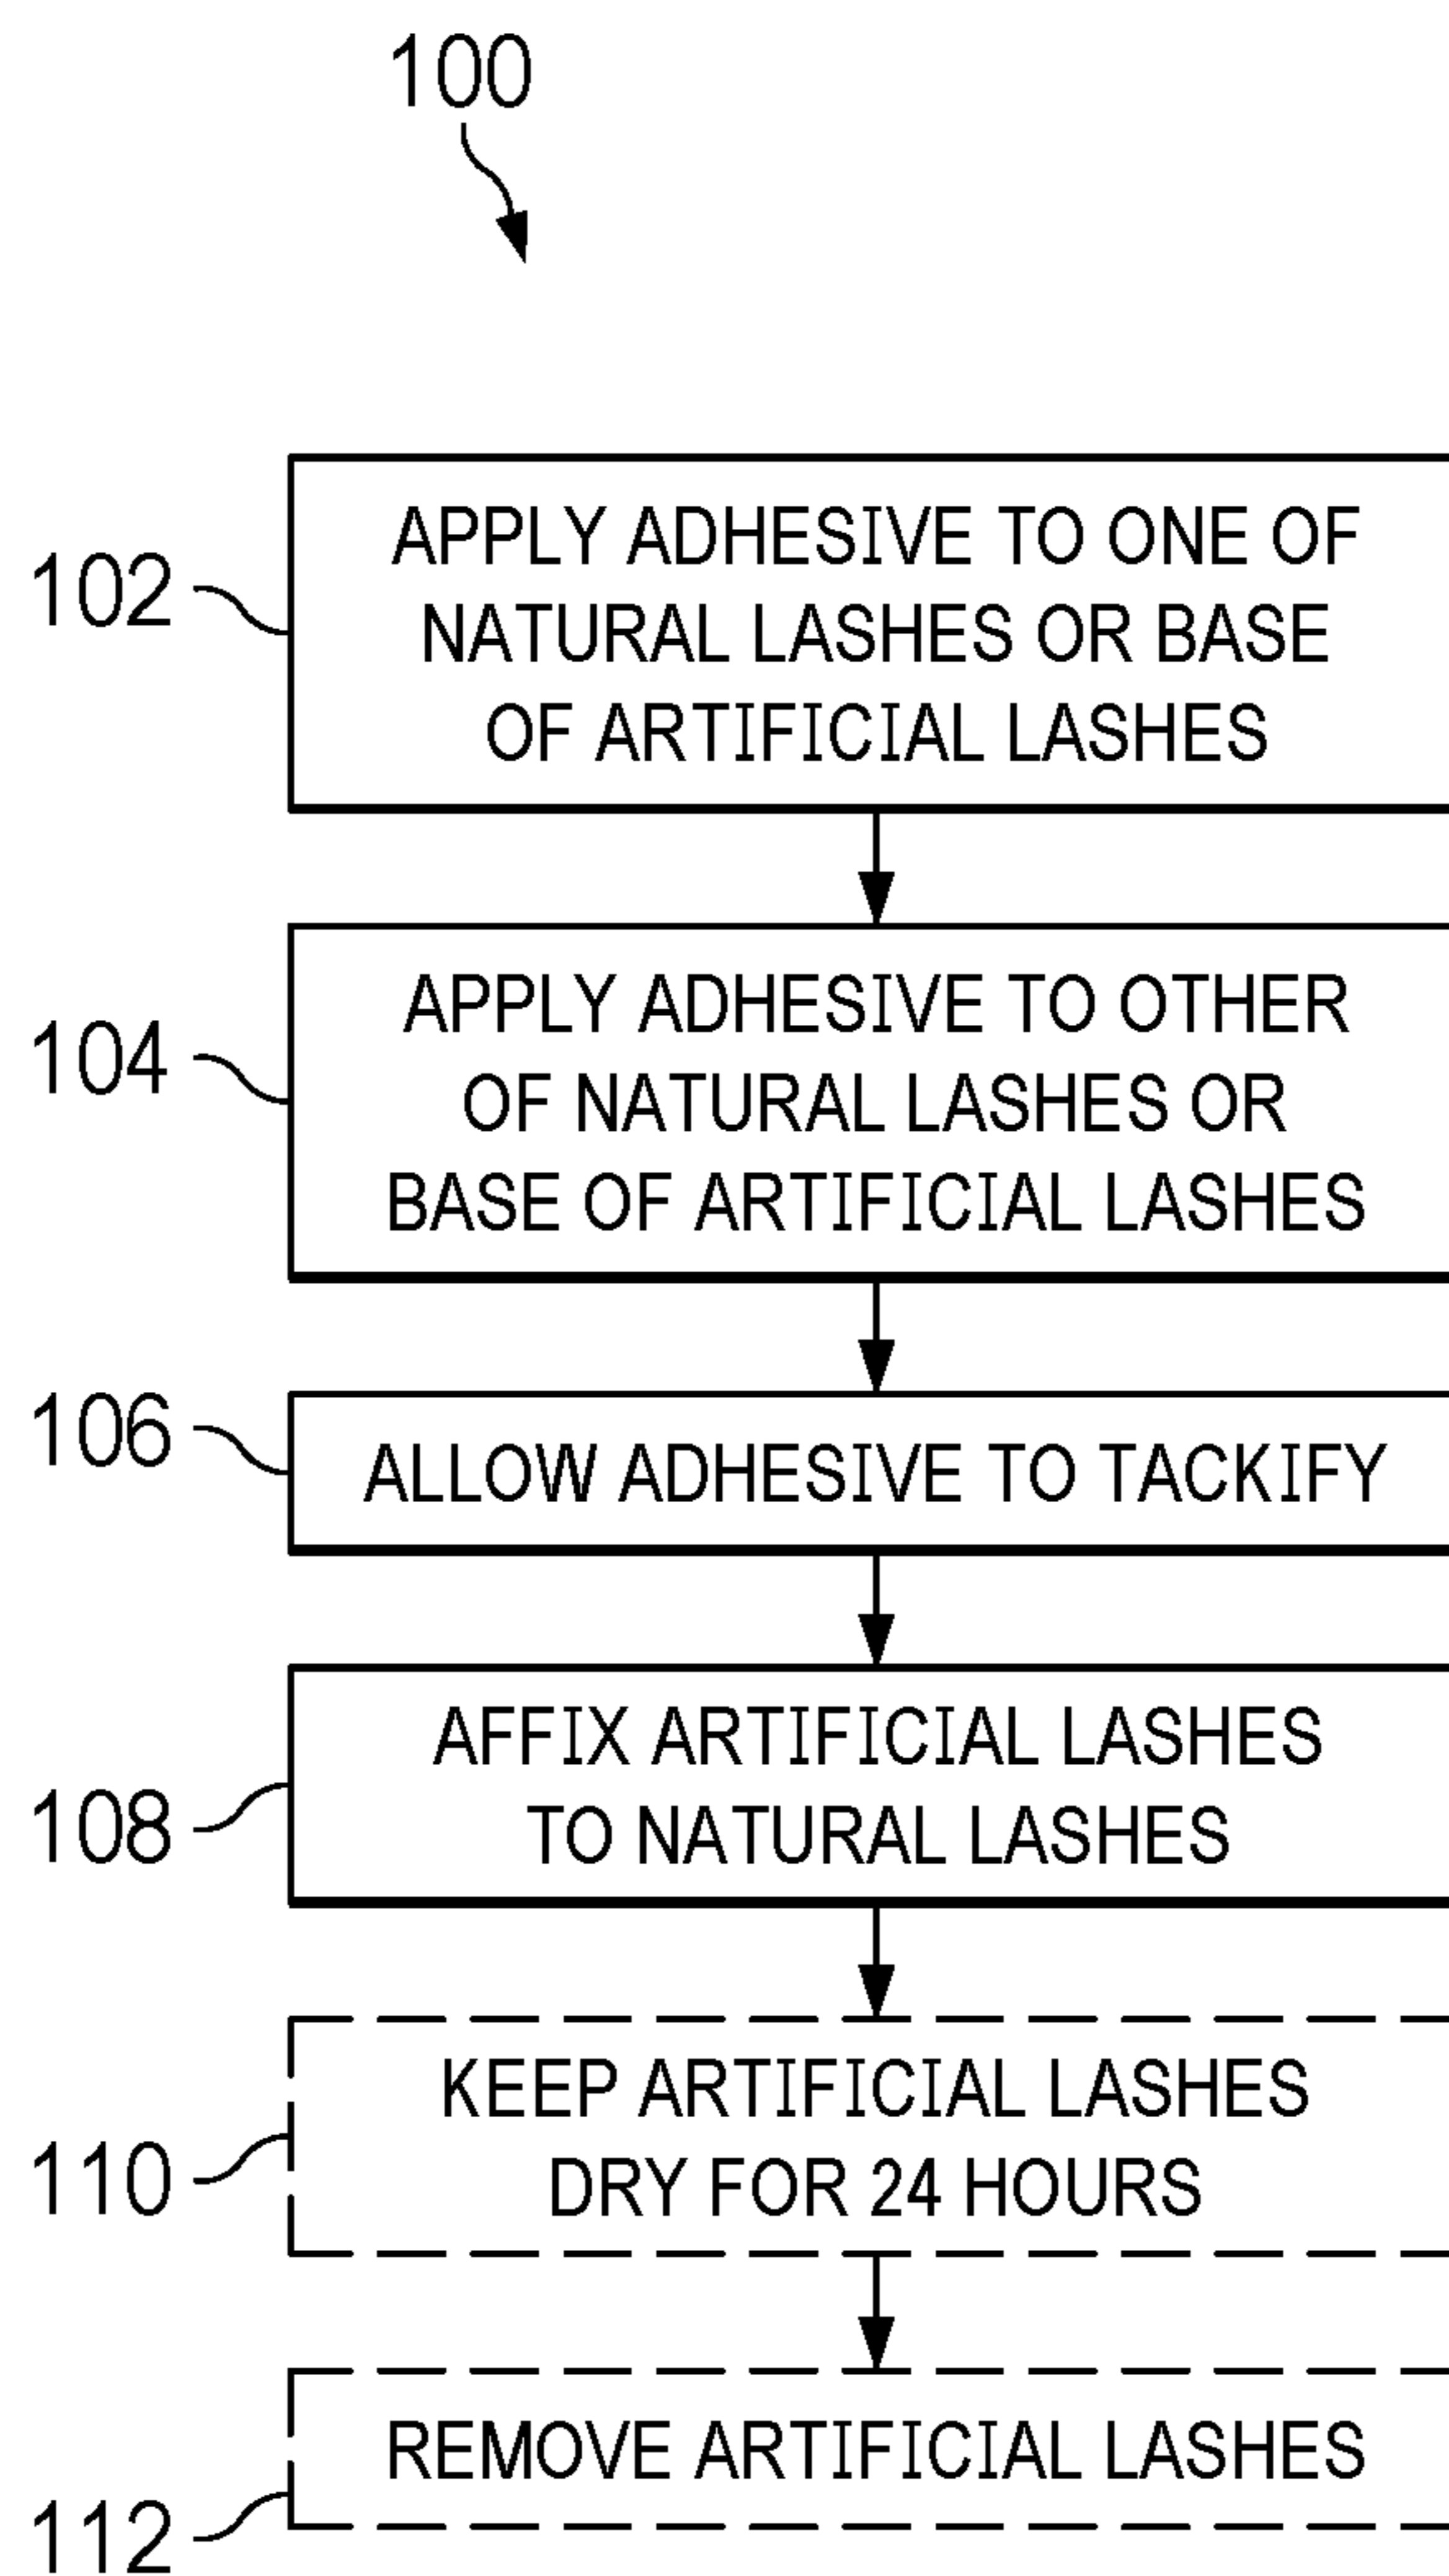 100
102
APPLY ADHESIVE TO ONE OF
NATURAL LASHES OR BASE
OF ARTIFICIAL LASHES
104
APPLY ADHESIVE TO OTHER
OF NATURAL LASHES OR
BASE OF ARTIFICIAL LASHES
106
ALLOW ADHESIVE TO TACKIFY
108
AFFIX ARTIFICIAL LASHES
TO NATURAL LASHES
110
KEEP ARTIFICIAL LASHES
DRY FOR 24 HOURS
112
REMOVE ARTIFICIAL LASHES